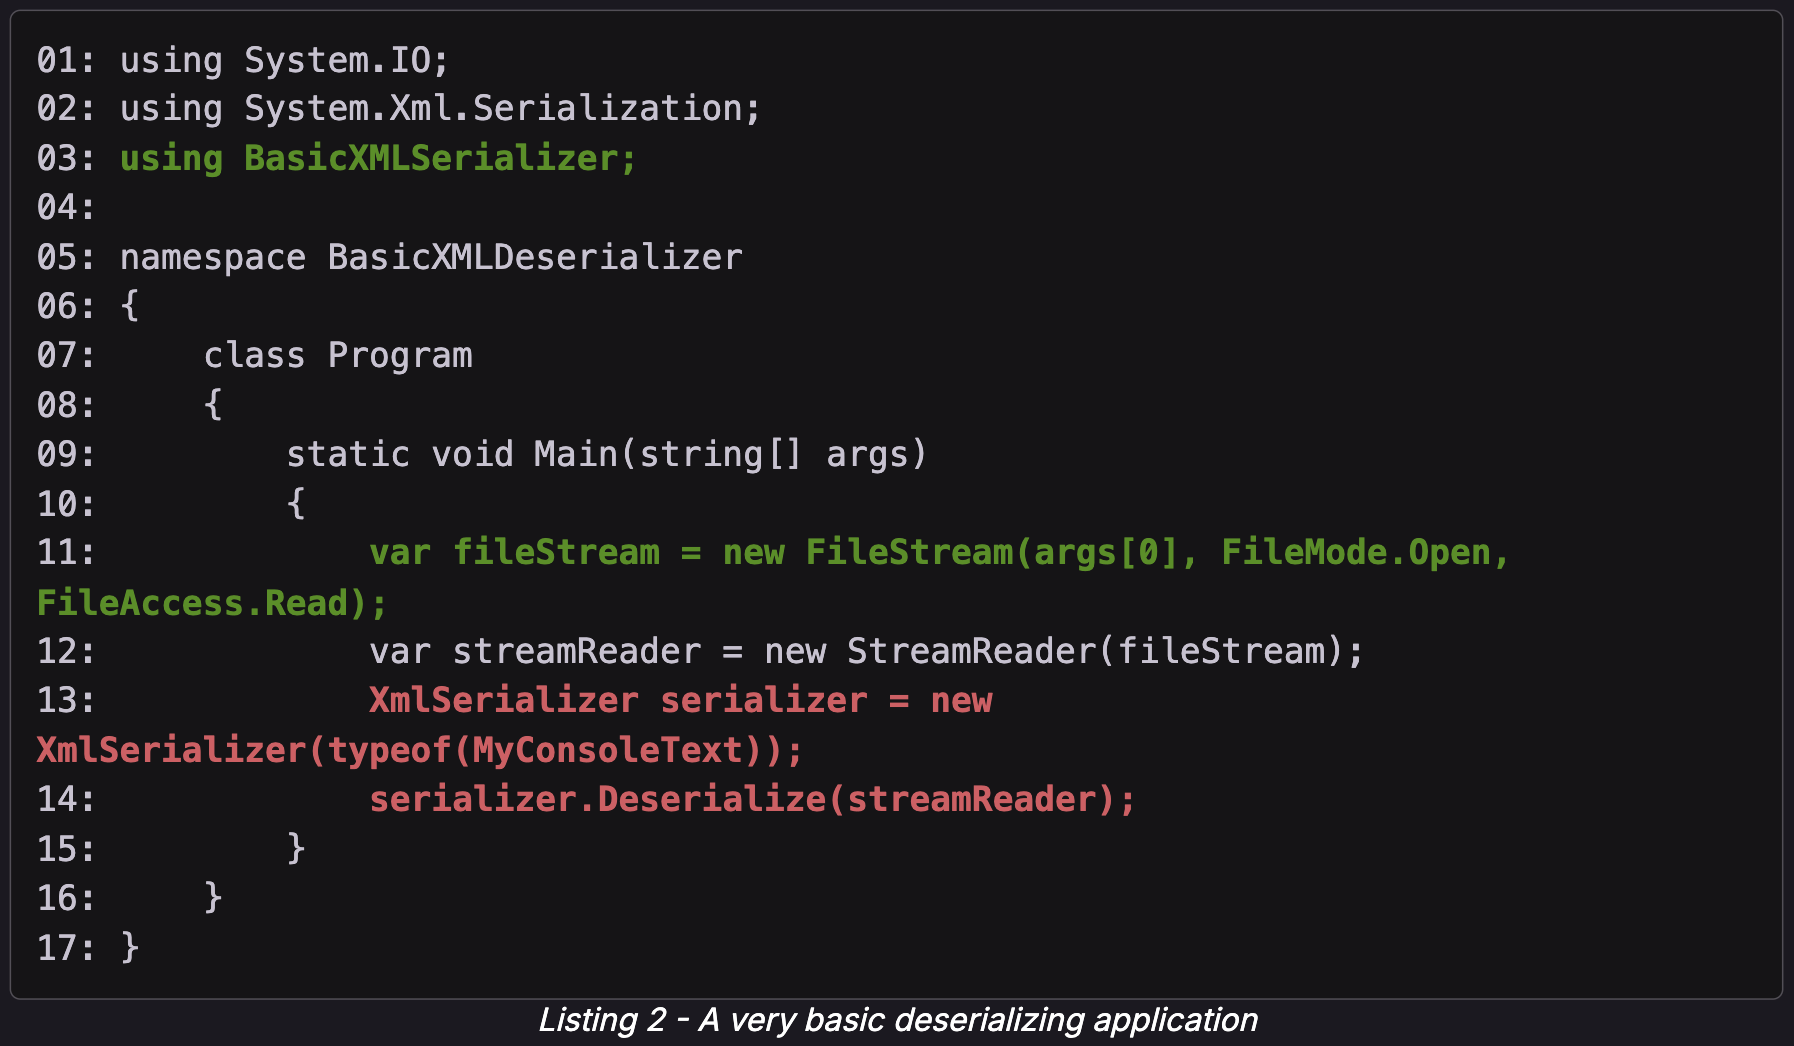 01: using System.IO;
02: using System.Xml.Serialization;
03: using BasicXMLSerializer;
04:
05: namespace BasicXMLDeserializer
06: {
07:     class Program
08:     {
09:         static void Main(string[] args)
10:         {
11:             var fileStream = new FileStream(args[0], FileMode.Open,
FileAccess.Read);
12:             var streamReader = new StreamReader(fileStream);
13:             XmlSerializer serializer = new
XmlSerializer(typeof(MyConsoleText));
14:             serializer.Deserialize(streamReader);
15:         }
16:     }
17: }
Listing 2 - A very basic deserializing application